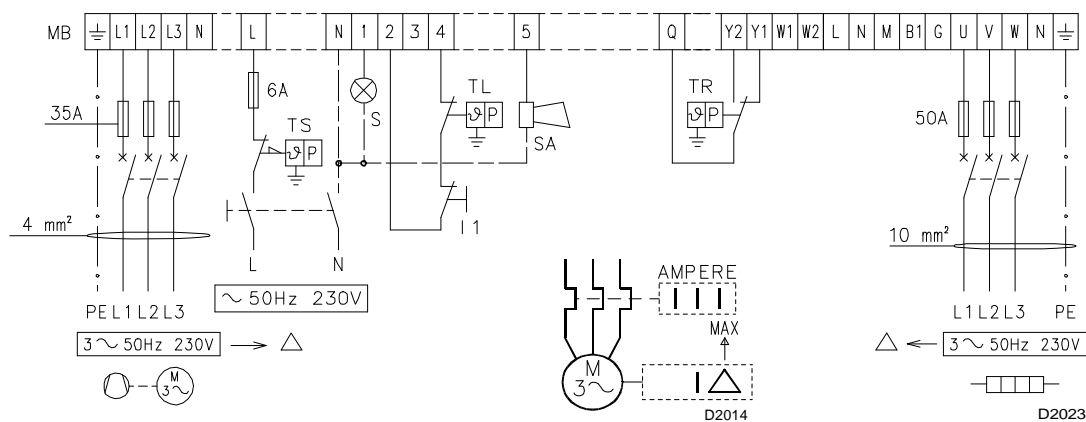 MB L1 L2 L3 N L N 1 2 3 4 5 Q Y2 Y1 W1 W2 L N M B1 G U V W N
35A 6A TS ϑ P S TL ϑ P SA TR ϑ P 50A
I1
4 mm² 10 mm²
L N
PE L1 L2 L3 L1 L2 L3 PE
∼ 50Hz 230V
AMPERE
I I I
MAX
3∼ 50Hz 230V → △ △ ← 3∼ 50Hz 230V
M 3∼
M 3∼
I △
D2014
D2023